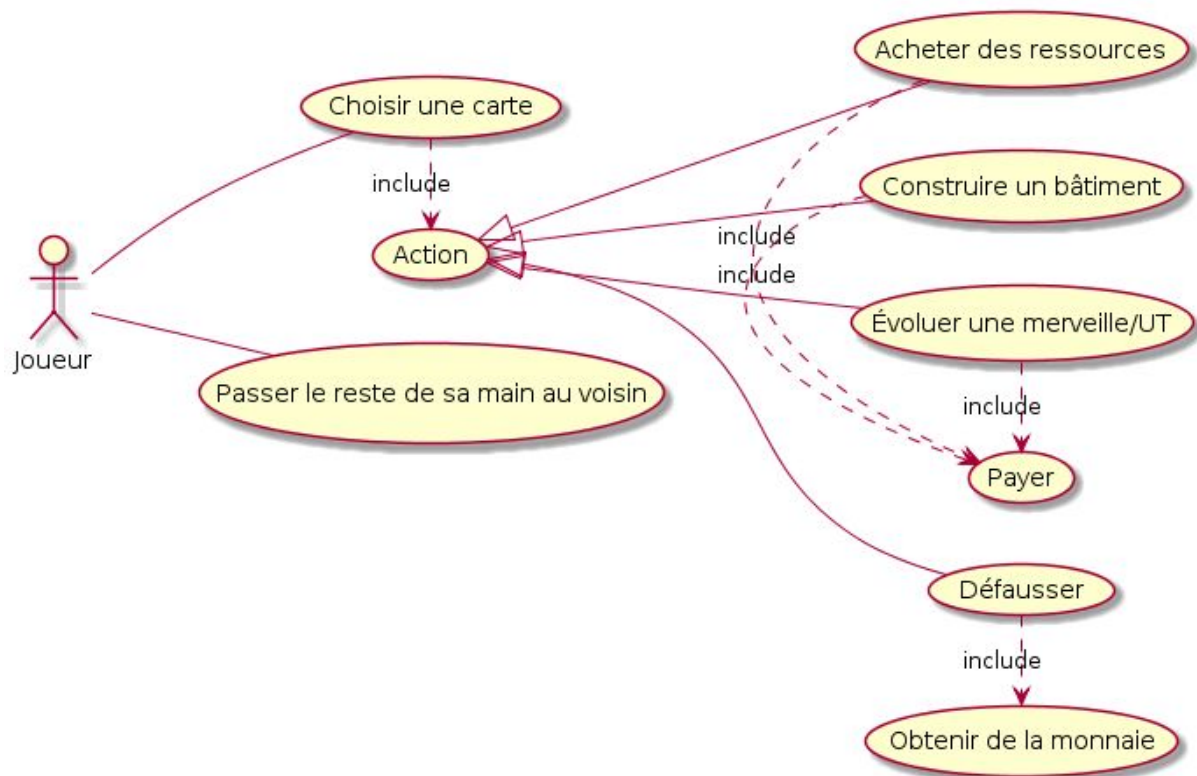 Acheter des ressources
Choisir une carte
include
Construire un bâtiment
include
Action
include
Évoluer une merveille/UT
Joueur
Passer le reste de sa main au voisin
include
Payer
Défausser
include
Obtenir de la monnaie